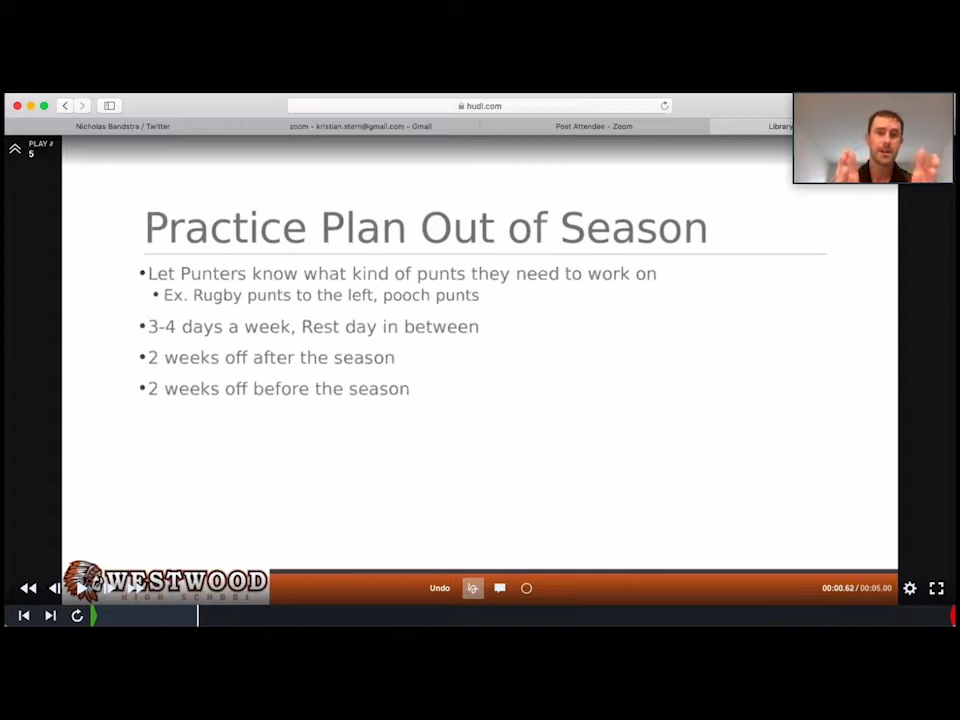 hudl.com
Nicholas Bandstra / Twitter
zoom - kristian.stern@gmail.com - Gmail
Post Attendee - Zoom
Library
PLAY #
5
Practice Plan Out of Season
•Let Punters know what kind of punts they need to work on
•Ex. Rugby punts to the left, pooch punts
•3-4 days a week, Rest day in between
•2 weeks off after the season
•2 weeks off before the season
WESTWOOD
HIGH SCHOOL
Undo
00:00.62 / 00:05.00